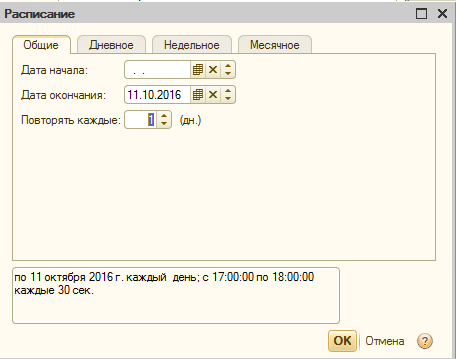 Расписание
Общие Дневное Недельное Месячное
Дата начала: . .
Дата окончания: 11.10.2016
Повторять каждые: 1 (дн.)
по 11 октября 2016 г. каждый день; с 17:00:00 по 18:00:00
каждые 30 сек.
OK Отмена ?